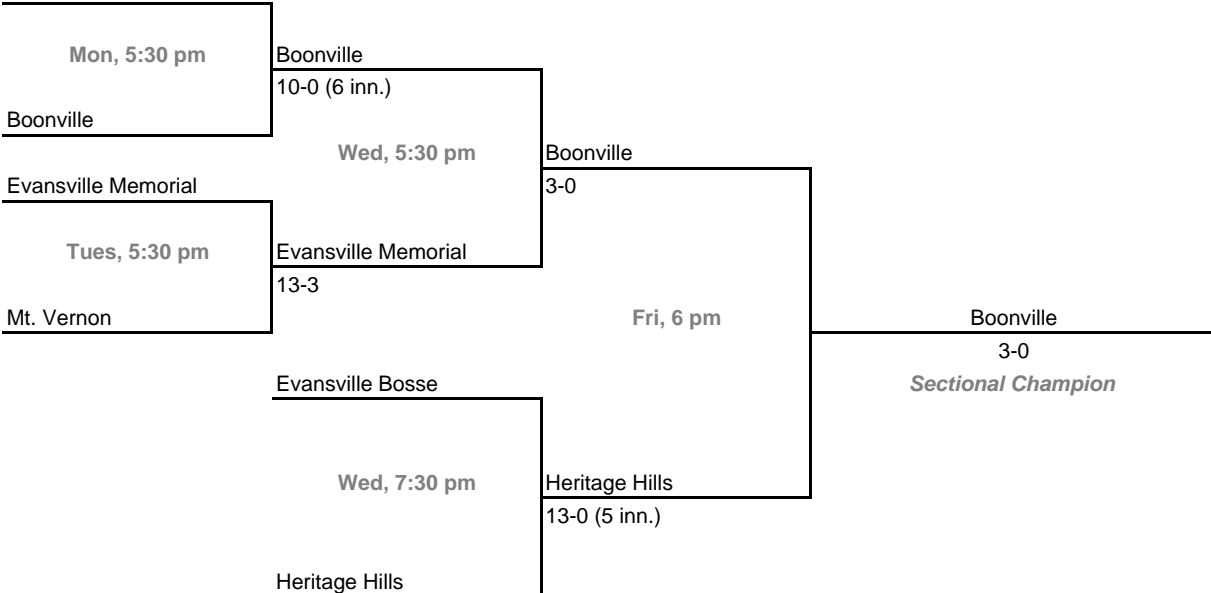 Mon, 5:30 pm
Boonville
10-0 (6 inn.)
Boonville
Wed, 5:30 pm
Boonville
3-0
Evansville Memorial
Tues, 5:30 pm
Evansville Memorial
13-3
Mt. Vernon
Fri, 6 pm
Boonville
3-0
Sectional Champion
Evansville Bosse
Wed, 7:30 pm
Heritage Hills
13-0 (5 inn.)
Heritage Hills